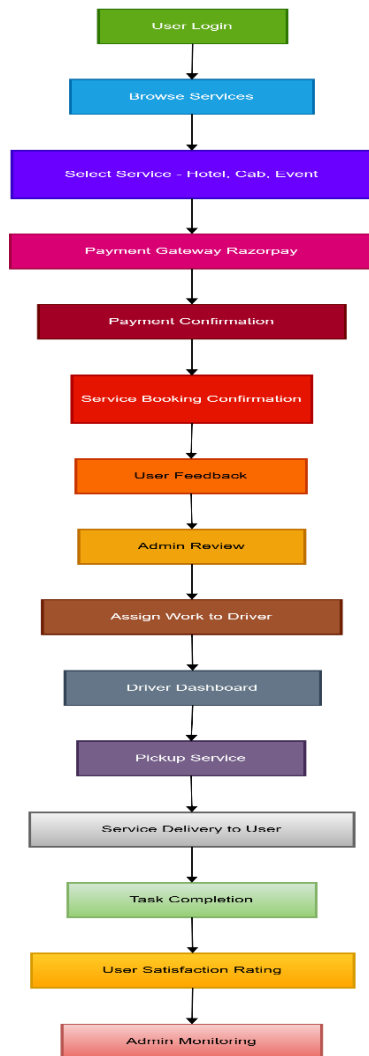 User Login
Browse Services
Select Service - Hotel, Cab, Event
Payment Gateway Razorpay
Payment Confirmation
Service Booking Confirmation
User Feedback
Admin Review
Assign Work to Driver
Driver Dashboard
Pickup Service
Service Delivery to User
Task Completion
User Satisfaction Rating
Admin Monitoring